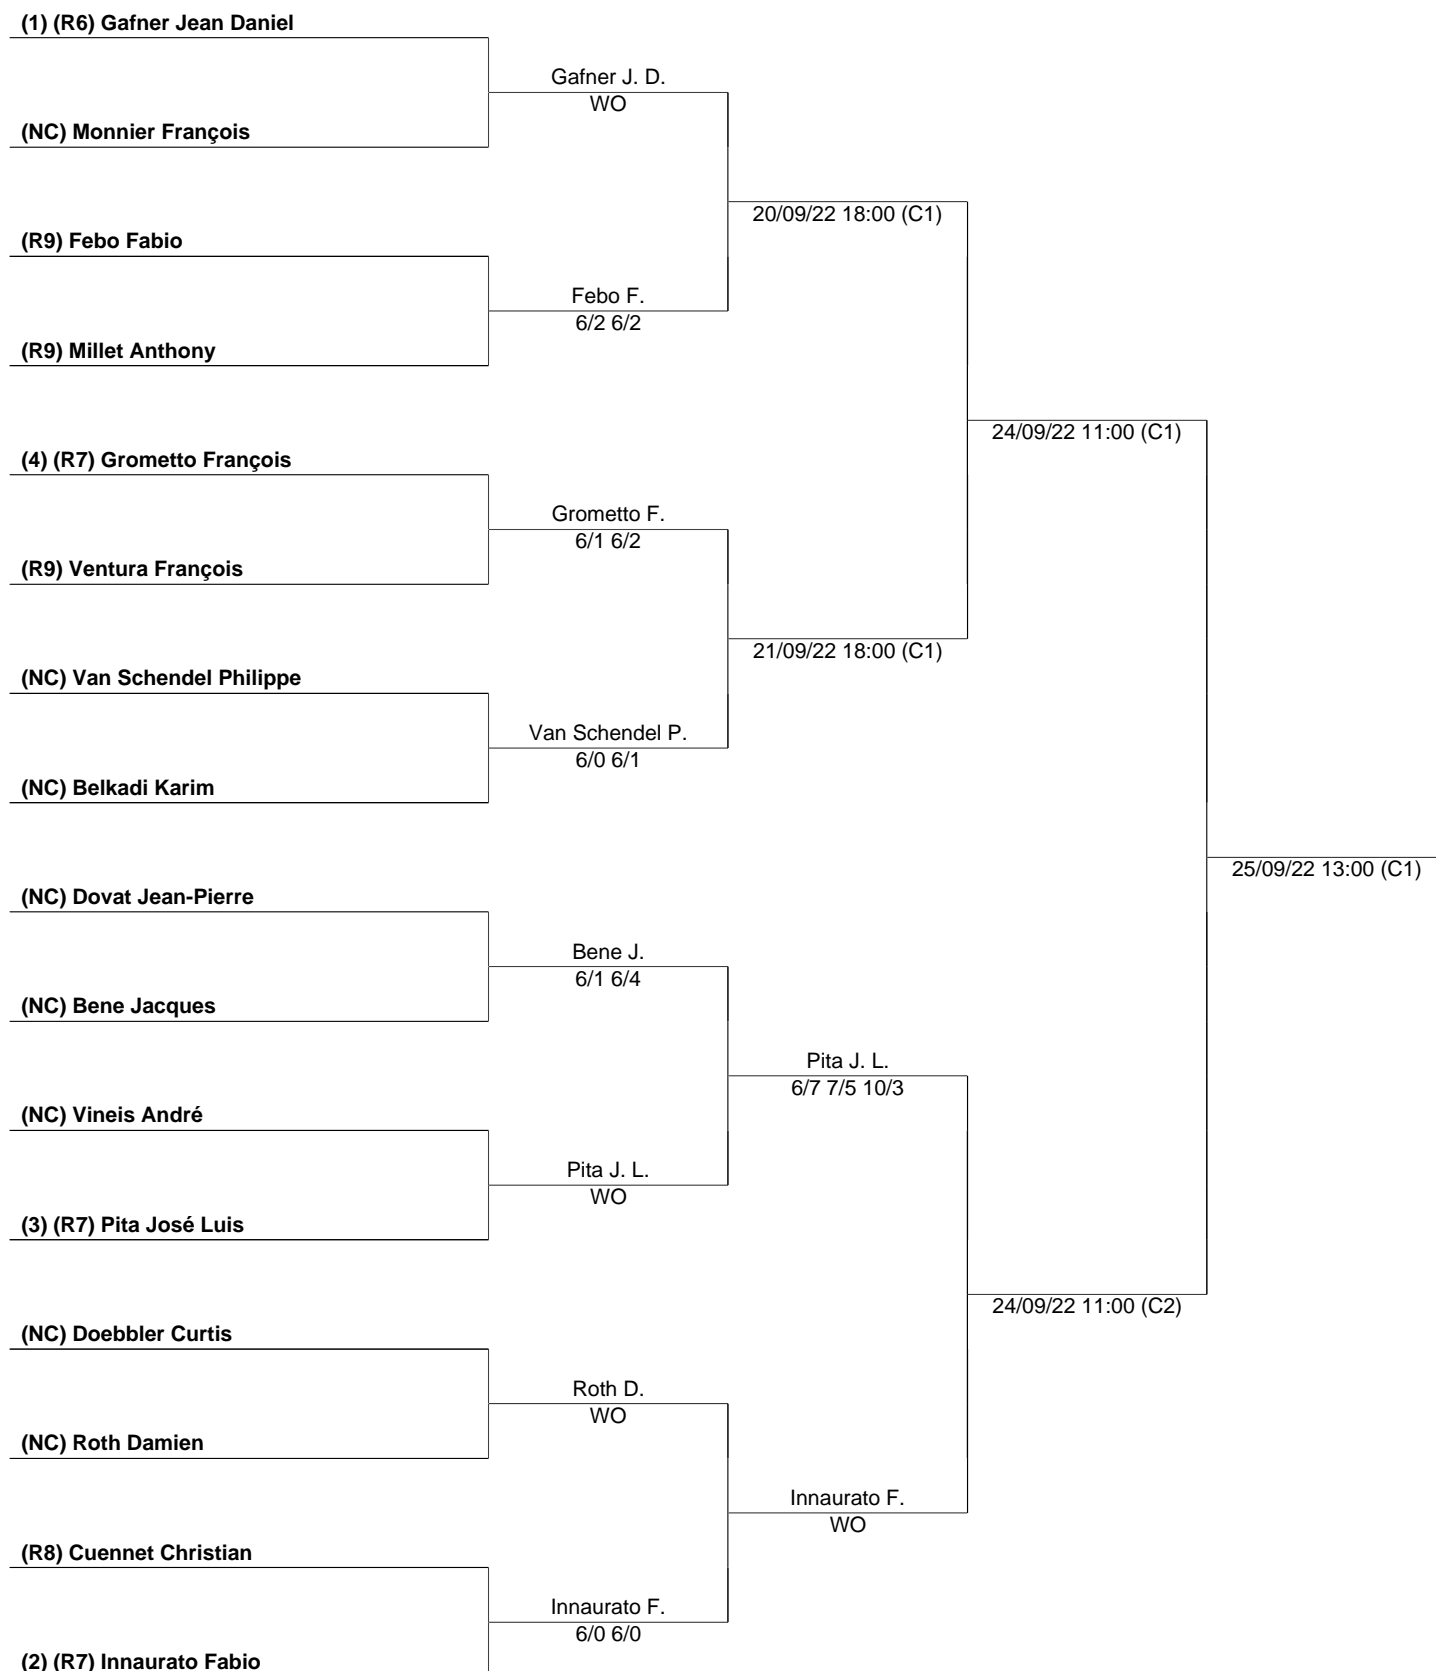 (1) (R6) Gafner Jean Daniel
Gafner J. D.
WO
(NC) Monnier François
20/09/22 18:00 (C1)
(R9) Febo Fabio
Febo F.
6/2 6/2
(R9) Millet Anthony
24/09/22 11:00 (C1)
(4) (R7) Grometto François
Grometto F.
6/1 6/2
(R9) Ventura François
21/09/22 18:00 (C1)
(NC) Van Schendel Philippe
Van Schendel P.
6/0 6/1
(NC) Belkadi Karim
25/09/22 13:00 (C1)
(NC) Dovat Jean-Pierre
Bene J.
6/1 6/4
(NC) Bene Jacques
Pita J. L.
6/7 7/5 10/3
(NC) Vineis André
Pita J. L.
WO
(3) (R7) Pita José Luis
24/09/22 11:00 (C2)
(NC) Doebbler Curtis
Roth D.
WO
(NC) Roth Damien
Innaurato F.
WO
(R8) Cuennet Christian
Innaurato F.
6/0 6/0
(2) (R7) Innaurato Fabio